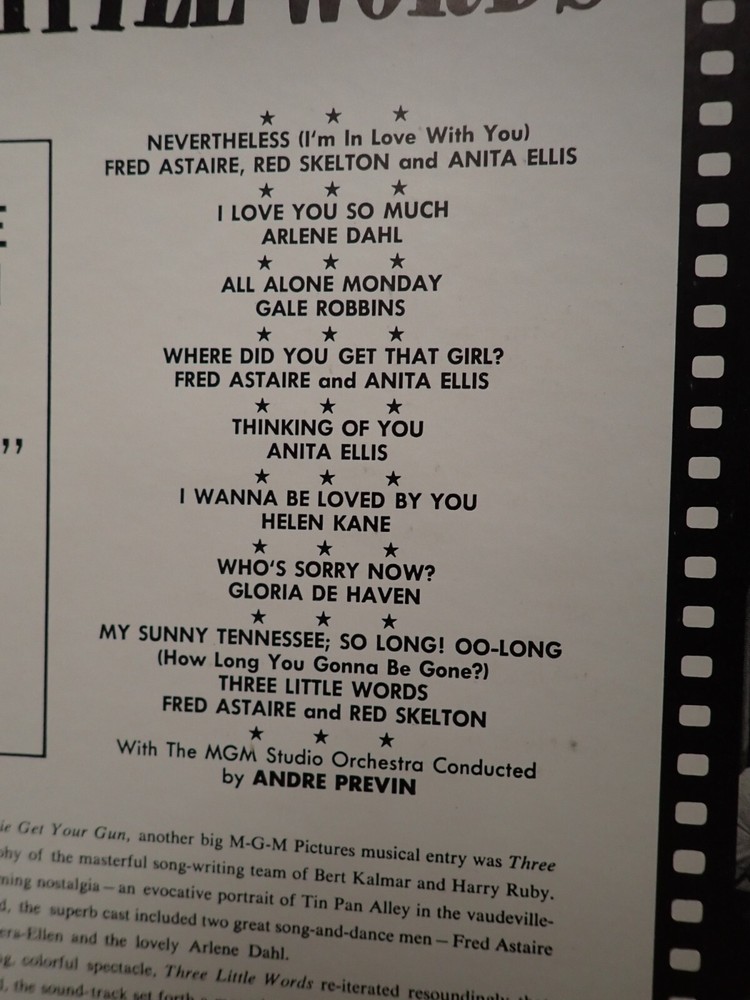 WORDS
★ ★ ★
NEVERTHELESS (I'm In Love With You)
FRED ASTAIRE, RED SKELTON and ANITA ELLIS
★ ★ ★
I LOVE YOU SO MUCH
ARLENE DAHL
★ ★ ★
ALL ALONE MONDAY
GALE ROBBINS
★ ★ ★
WHERE DID YOU GET THAT GIRL?
FRED ASTAIRE and ANITA ELLIS
★ ★ ★
THINKING OF YOU
ANITA ELLIS
★ ★ ★
I WANNA BE LOVED BY YOU
HELEN KANE
★ ★ ★
WHO'S SORRY NOW?
GLORIA DE HAVEN
★ ★ ★
MY SUNNY TENNESSEE; SO LONG! OO-LONG
(How Long You Gonna Be Gone?)
THREE LITTLE WORDS
FRED ASTAIRE and RED SKELTON
★ ★ ★
With The MGM Studio Orchestra Conducted
by ANDRE PREVIN
Get Your Gun, another big M-G-M Pictures musical entry was Three
of the masterful song-writing team of Bert Kalmar and Harry Ruby.
nostalgia — an evocative portrait of Tin Pan Alley in the vaudeville-
the superb cast included two great song-and-dance men — Fred Astaire
and the lovely Arlene Dahl.
colorful spectacle, Three Little Words re-iterated resoundingly
the sound-track set forth